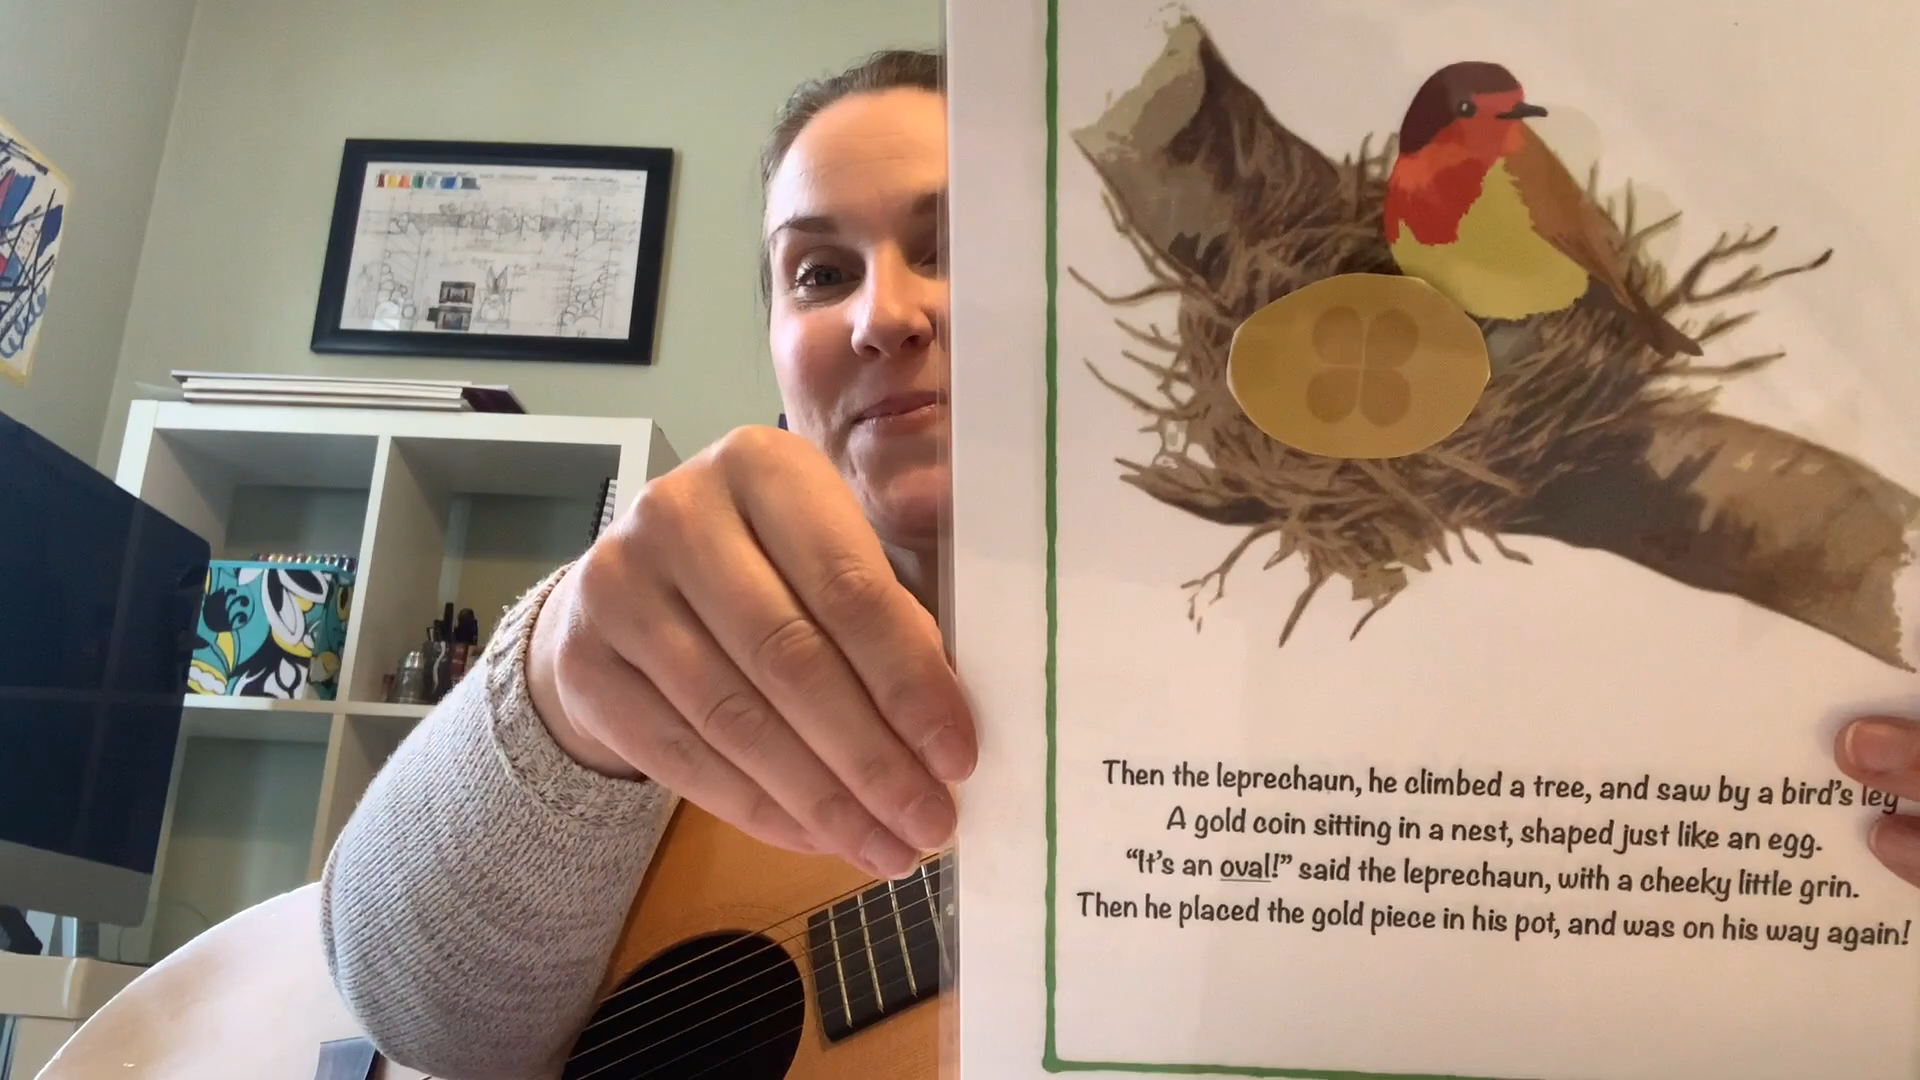 Then the leprechaun, he climbed a tree, and saw by a bird's leg
A gold coin sitting in a nest, shaped just like an egg.
"It's an oval!" said the leprechaun, with a cheeky little grin.
Then he placed the gold piece in his pot, and was on his way again!